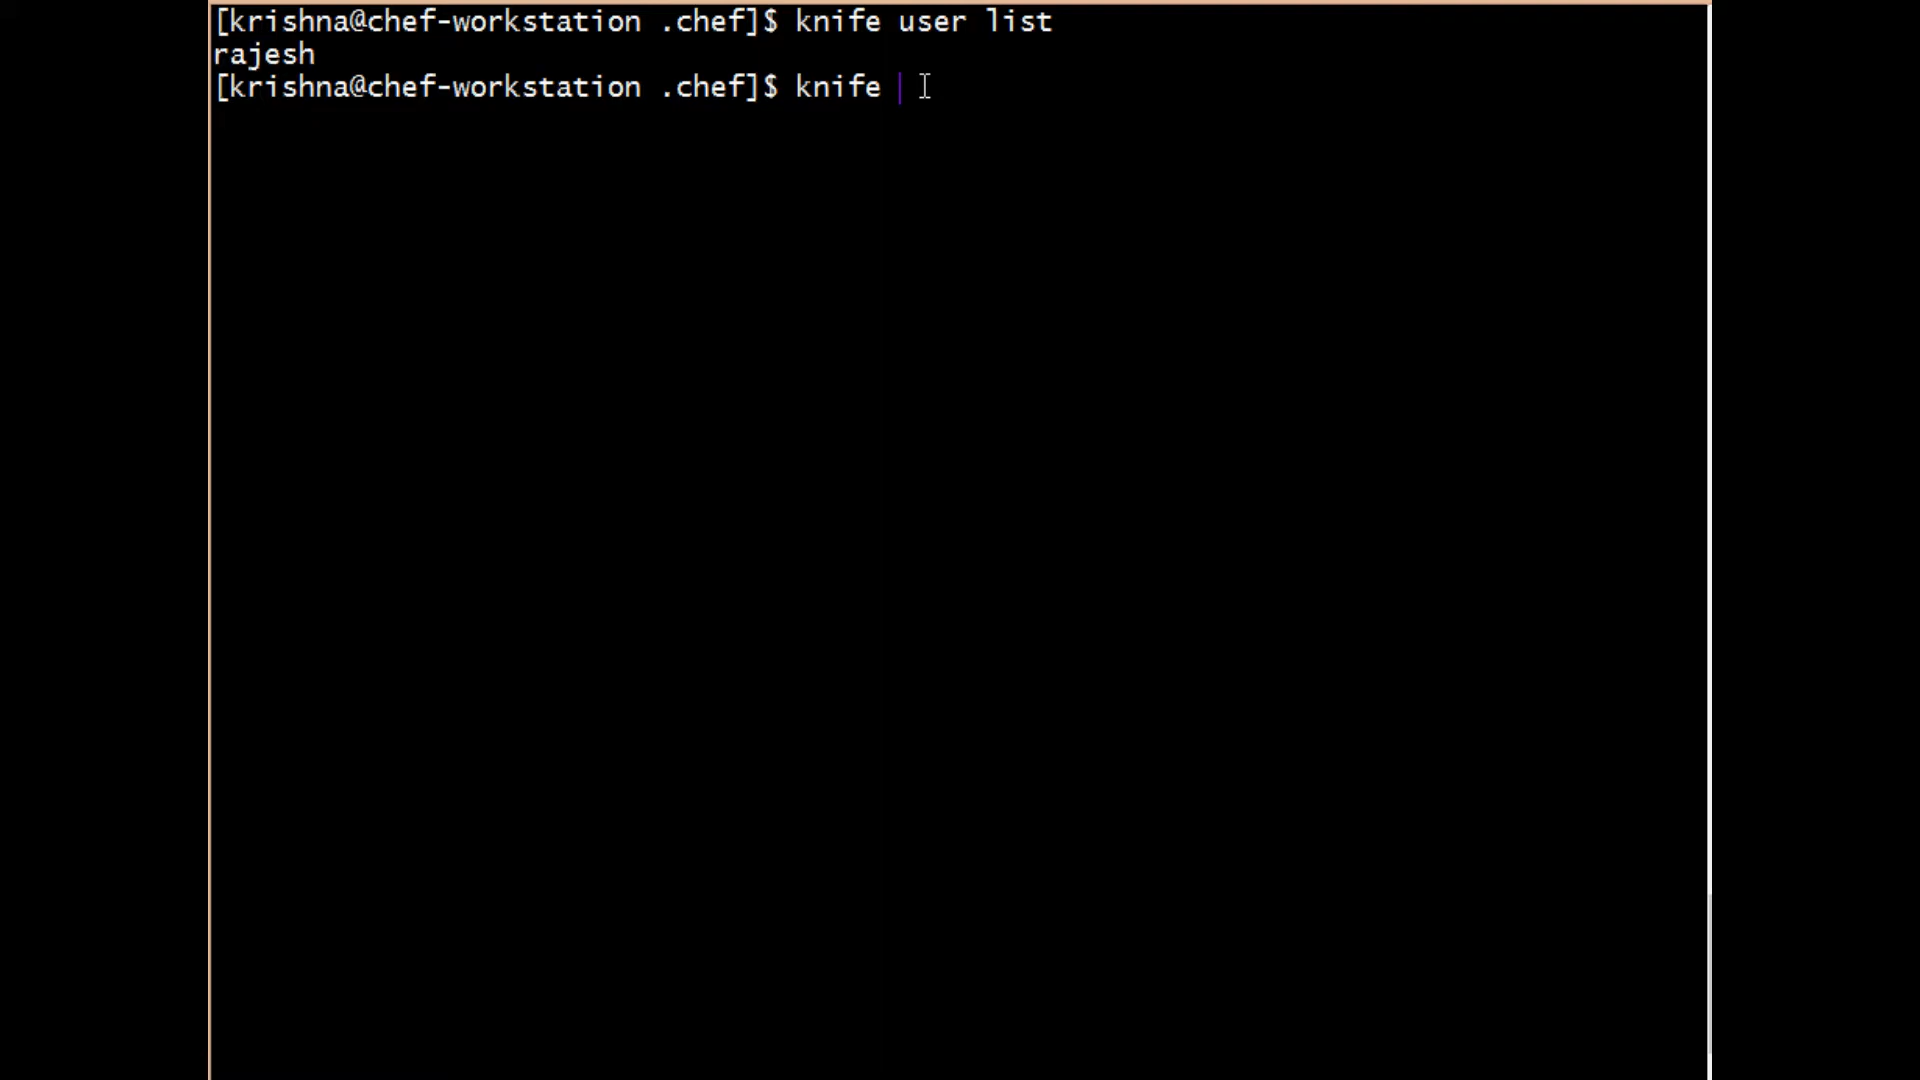 [krishna@chef-workstation .chef]$ knife user list
rajesh
[krishna@chef-workstation .chef]$ knife